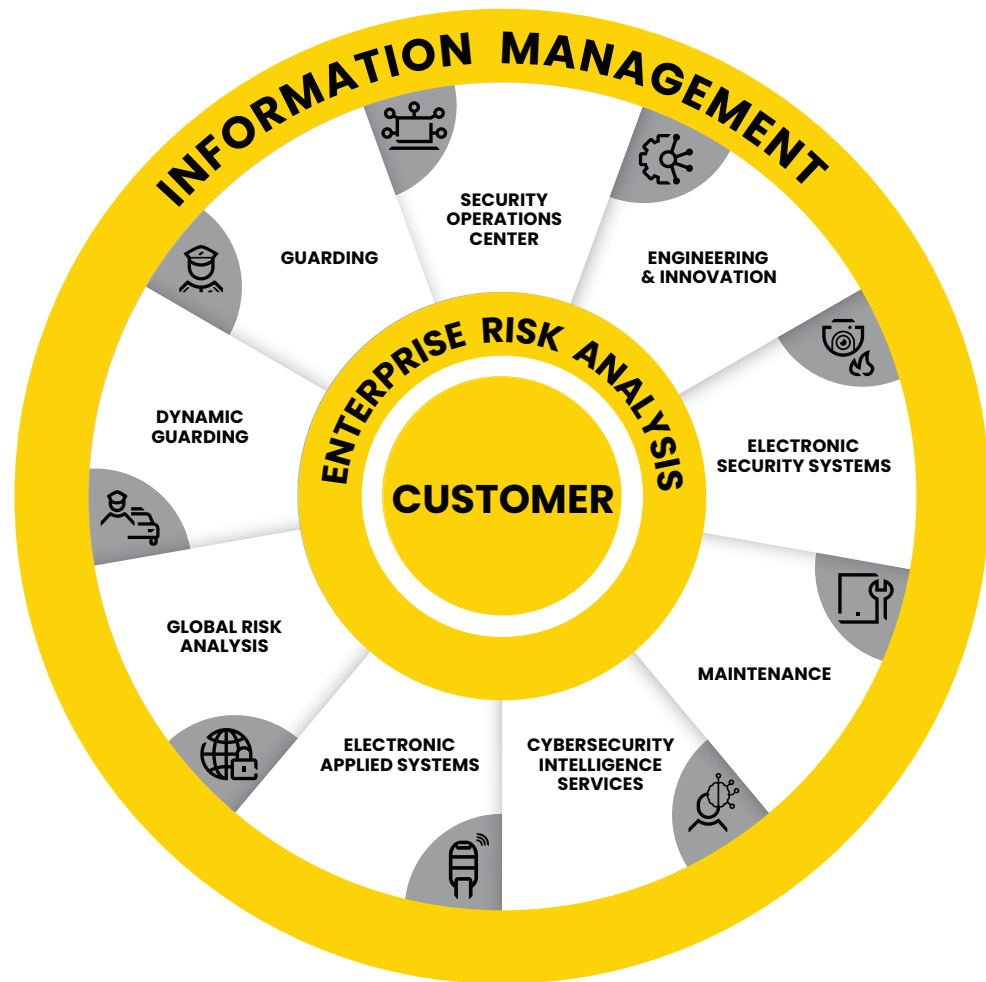 INFORMATION MANAGEMENT
SECURITY
OPERATIONS
CENTER
ENGINEERING
& INNOVATION
ELECTRONIC
SECURITY SYSTEMS
MAINTENANCE
CYBERSECURITY
INTELLIGENCE
SERVICES
ELECTRONIC
APPLIED SYSTEMS
GLOBAL RISK
ANALYSIS
DYNAMIC
GUARDING
GUARDING
ENTERPRISE RISK ANALYSIS
CUSTOMER